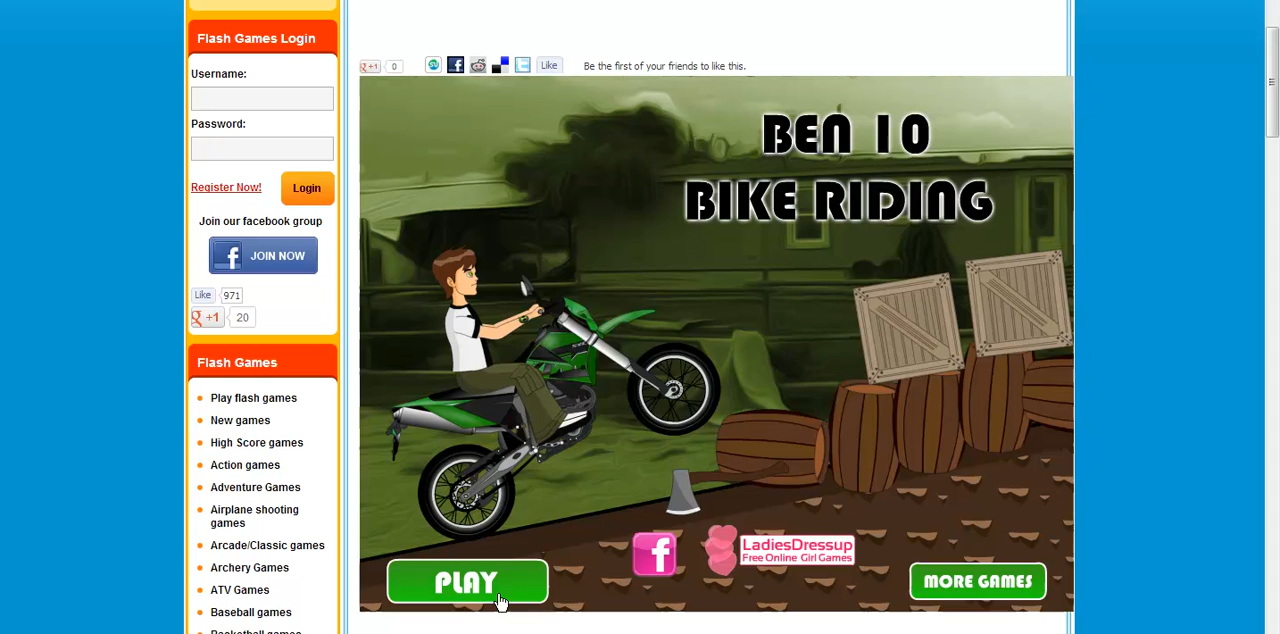 Flash Games Login
Username:
Password:
Register Now!
Login
Join our facebook group
f JOIN NOW
Like 971
g +1 20
Flash Games
Play flash games
New games
High Score games
Action games
Adventure Games
Airplane shooting
games
Arcade/Classic games
Archery Games
ATV Games
Baseball games
Basketball games
g +1 0
f
Like
Be the first of your friends to like this.
BEN 10
BIKE RIDING
f
LadiesDressup
Free Online Girl Games
PLAY
MORE GAMES